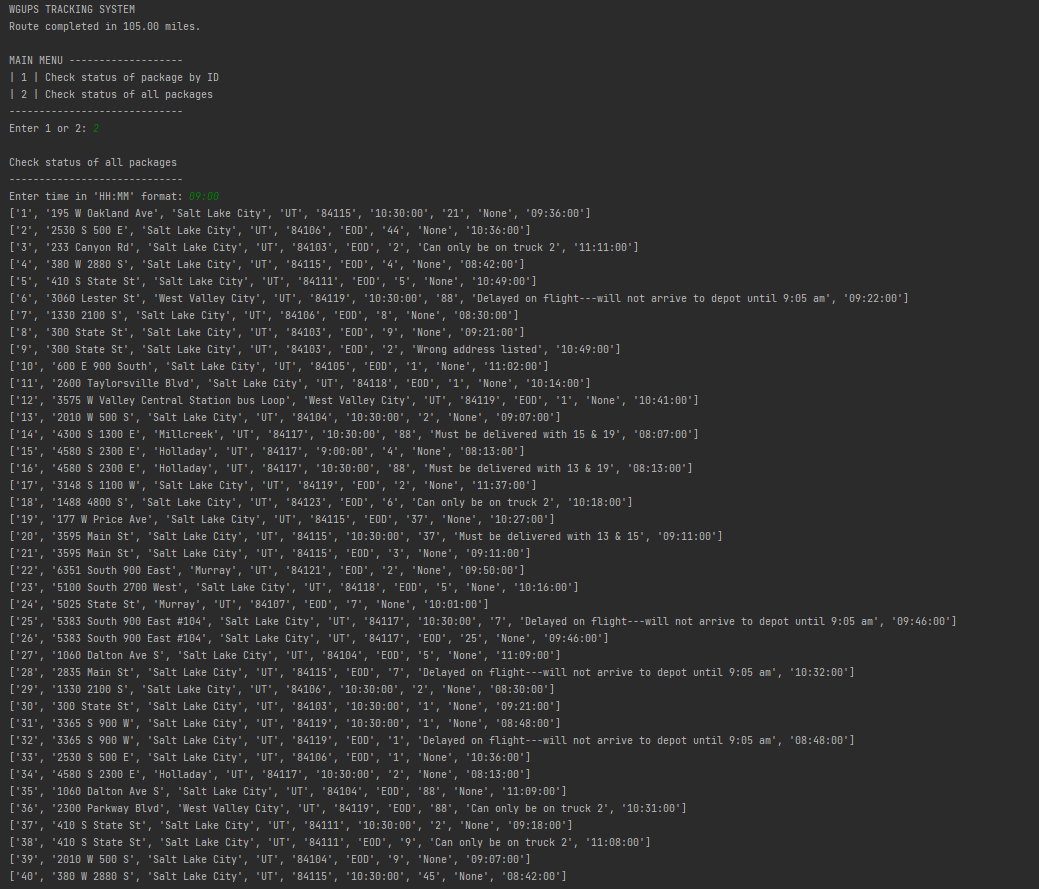 WGUPS TRACKING SYSTEM
Route completed in 105.00 miles.
MAIN MENU -------------------
| 1 | Check status of package by ID
| 2 | Check status of all packages
-----------------------------
Enter 1 or 2: 2
Check status of all packages
-----------------------------
Enter time in 'HH:MM' format: 09:00
['1', '195 W Oakland Ave', 'Salt Lake City', 'UT', '84115', '10:30:00', '21', 'None', '09:36:00']
['2', '2530 S 500 E', 'Salt Lake City', 'UT', '84106', 'EOD', '44', 'None', '10:36:00']
['3', '233 Canyon Rd', 'Salt Lake City', 'UT', '84103', 'EOD', '2', 'Can only be on truck 2', '11:11:00']
['4', '380 W 2880 S', 'Salt Lake City', 'UT', '84115', 'EOD', '4', 'None', '08:42:00']
['5', '410 S State St', 'Salt Lake City', 'UT', '84111', 'EOD', '5', 'None', '10:49:00']
['6', '3060 Lester St', 'West Valley City', 'UT', '84119', '10:30:00', '88', 'Delayed on flight---will not arrive to depot until 9:05 am', '09:22:00']
['7', '1330 2100 S', 'Salt Lake City', 'UT', '84106', 'EOD', '8', 'None', '08:30:00']
['8', '300 State St', 'Salt Lake City', 'UT', '84103', 'EOD', '9', 'None', '09:21:00']
['9', '300 State St', 'Salt Lake City', 'UT', '84103', 'EOD', '2', 'Wrong address listed', '10:49:00']
['10', '600 E 900 South', 'Salt Lake City', 'UT', '84105', 'EOD', '1', 'None', '11:02:00']
['11', '2600 Taylorsville Blvd', 'Salt Lake City', 'UT', '84118', 'EOD', '1', 'None', '10:14:00']
['12', '3575 W Valley Central Station bus Loop', 'West Valley City', 'UT', '84119', 'EOD', '1', 'None', '10:41:00']
['13', '2010 W 500 S', 'Salt Lake City', 'UT', '84104', '10:30:00', '2', 'None', '09:07:00']
['14', '4300 S 1300 E', 'Millcreek', 'UT', '84117', '10:30:00', '88', 'Must be delivered with 15 & 19', '08:07:00']
['15', '4580 S 2300 E', 'Holladay', 'UT', '84117', '9:00:00', '4', 'None', '08:13:00']
['16', '4580 S 2300 E', 'Holladay', 'UT', '84117', '10:30:00', '88', 'Must be delivered with 13 & 19', '08:13:00']
['17', '3148 S 1100 W', 'Salt Lake City', 'UT', '84119', 'EOD', '2', 'None', '11:37:00']
['18', '1488 4800 S', 'Salt Lake City', 'UT', '84123', 'EOD', '6', 'Can only be on truck 2', '10:18:00']
['19', '177 W Price Ave', 'Salt Lake City', 'UT', '84115', 'EOD', '37', 'None', '10:27:00']
['20', '3595 Main St', 'Salt Lake City', 'UT', '84115', '10:30:00', '37', 'Must be delivered with 13 & 15', '09:11:00']
['21', '3595 Main St', 'Salt Lake City', 'UT', '84115', 'EOD', '3', 'None', '09:11:00']
['22', '6351 South 900 East', 'Murray', 'UT', '84121', 'EOD', '2', 'None', '09:50:00']
['23', '5100 South 2700 West', 'Salt Lake City', 'UT', '84118', 'EOD', '5', 'None', '10:16:00']
['24', '5025 State St', 'Murray', 'UT', '84107', 'EOD', '7', 'None', '10:01:00']
['25', '5383 South 900 East #104', 'Salt Lake City', 'UT', '84117', '10:30:00', '7', 'Delayed on flight---will not arrive to depot until 9:05 am', '09:46:00']
['26', '5383 South 900 East #104', 'Salt Lake City', 'UT', '84117', 'EOD', '25', 'None', '09:46:00']
['27', '1060 Dalton Ave S', 'Salt Lake City', 'UT', '84104', 'EOD', '5', 'None', '11:09:00']
['28', '2835 Main St', 'Salt Lake City', 'UT', '84115', 'EOD', '7', 'Delayed on flight---will not arrive to depot until 9:05 am', '10:32:00']
['29', '1330 2100 S', 'Salt Lake City', 'UT', '84106', '10:30:00', '2', 'None', '08:30:00']
['30', '300 State St', 'Salt Lake City', 'UT', '84103', '10:30:00', '1', 'None', '09:21:00']
['31', '3365 S 900 W', 'Salt Lake City', 'UT', '84119', '10:30:00', '1', 'None', '08:48:00']
['32', '3365 S 900 W', 'Salt Lake City', 'UT', '84119', 'EOD', '1', 'Delayed on flight---will not arrive to depot until 9:05 am', '08:48:00']
['33', '2530 S 500 E', 'Salt Lake City', 'UT', '84106', 'EOD', '1', 'None', '10:36:00']
['34', '4580 S 2300 E', 'Holladay', 'UT', '84117', '10:30:00', '2', 'None', '08:13:00']
['35', '1060 Dalton Ave S', 'Salt Lake City', 'UT', '84104', 'EOD', '88', 'None', '11:09:00']
['36', '2300 Parkway Blvd', 'West Valley City', 'UT', '84119', 'EOD', '88', 'Can only be on truck 2', '10:31:00']
['37', '410 S State St', 'Salt Lake City', 'UT', '84111', '10:30:00', '2', 'None', '09:18:00']
['38', '410 S State St', 'Salt Lake City', 'UT', '84111', 'EOD', '9', 'Can only be on truck 2', '11:08:00']
['39', '2010 W 500 S', 'Salt Lake City', 'UT', '84104', 'EOD', '9', 'None', '09:07:00']
['40', '380 W 2880 S', 'Salt Lake City', 'UT', '84115', '10:30:00', '45', 'None', '08:42:00']